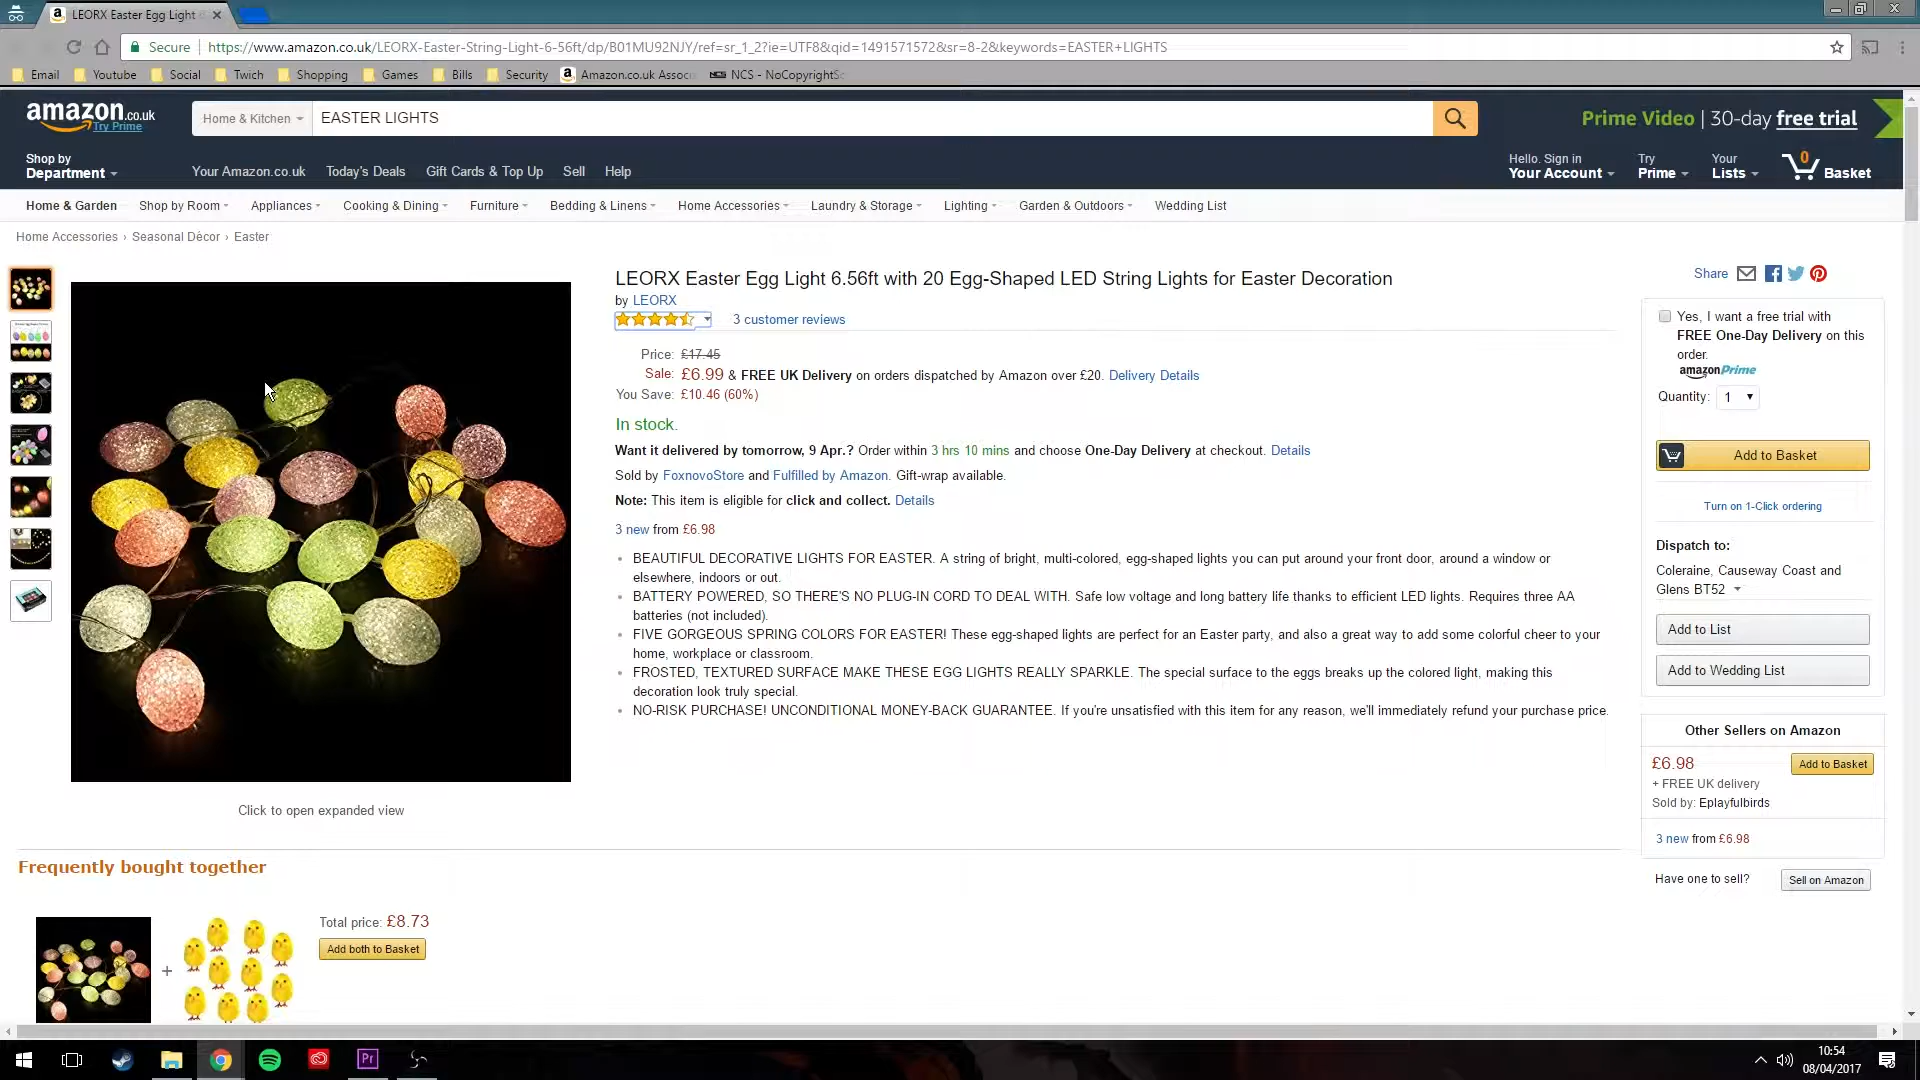 LEORX Easter Egg Light
Secure
https://www.amazon.co.uk/LEORX-Easter-String-Light-6-56ft/dp/B01MU92NJY/ref=sr_1_2?ie=UTF8&qid=1491571572&sr=8-2&keywords=EASTER+LIGHTS
Email Youtube Social Twich Shopping Games Bills Security Amazon.co.uk Assoc NCS - NoCopyrightSo
amazon.co.uk
Try Prime
Home & Kitchen
EASTER LIGHTS
Prime Video | 30-day free trial
Shop by
Department
Your Amazon.co.uk Today's Deals Gift Cards & Top Up Sell Help
Hello. Sign in
Your Account
Try
Prime
Your
Lists
0
Basket
Home & Garden Shop by Room Appliances Cooking & Dining Furniture Bedding & Linens Home Accessories Laundry & Storage Lighting Garden & Outdoors Wedding List
Home Accessories › Seasonal Décor › Easter
Click to open expanded view
LEORX Easter Egg Light 6.56ft with 20 Egg-Shaped LED String Lights for Easter Decoration
by LEORX
3 customer reviews
Price: £17.45
Sale: £6.99 & FREE UK Delivery on orders dispatched by Amazon over £20. Delivery Details
You Save: £10.46 (60%)
In stock.
Want it delivered by tomorrow, 9 Apr.? Order within 3 hrs 10 mins and choose One-Day Delivery at checkout. Details
Sold by FoxnovoStore and Fulfilled by Amazon. Gift-wrap available.
Note: This item is eligible for click and collect. Details
3 new from £6.98
• BEAUTIFUL DECORATIVE LIGHTS FOR EASTER. A string of bright, multi-colored, egg-shaped lights you can put around your front door, around a window or
elsewhere, indoors or out.
• BATTERY POWERED, SO THERE'S NO PLUG-IN CORD TO DEAL WITH. Safe low voltage and long battery life thanks to efficient LED lights. Requires three AA
batteries (not included).
• FIVE GORGEOUS SPRING COLORS FOR EASTER! These egg-shaped lights are perfect for an Easter party, and also a great way to add some colorful cheer to your
home, workplace or classroom.
• FROSTED, TEXTURED SURFACE MAKE THESE EGG LIGHTS REALLY SPARKLE. The special surface to the eggs breaks up the colored light, making this
decoration look truly special.
• NO-RISK PURCHASE! UNCONDITIONAL MONEY-BACK GUARANTEE. If you're unsatisfied with this item for any reason, we'll immediately refund your purchase price.
Share
Yes, I want a free trial with
FREE One-Day Delivery on this
order.
amazonPrime
Quantity: 1
Add to Basket
Turn on 1-Click ordering
Dispatch to:
Coleraine, Causeway Coast and
Glens BT52
Add to List
Add to Wedding List
Other Sellers on Amazon
£6.98
Add to Basket
+ FREE UK delivery
Sold by: Eplayfulbirds
3 new from £6.98
Have one to sell?
Sell on Amazon
Frequently bought together
+
Total price: £8.73
Add both to Basket
Pr
10:54
08/04/2017